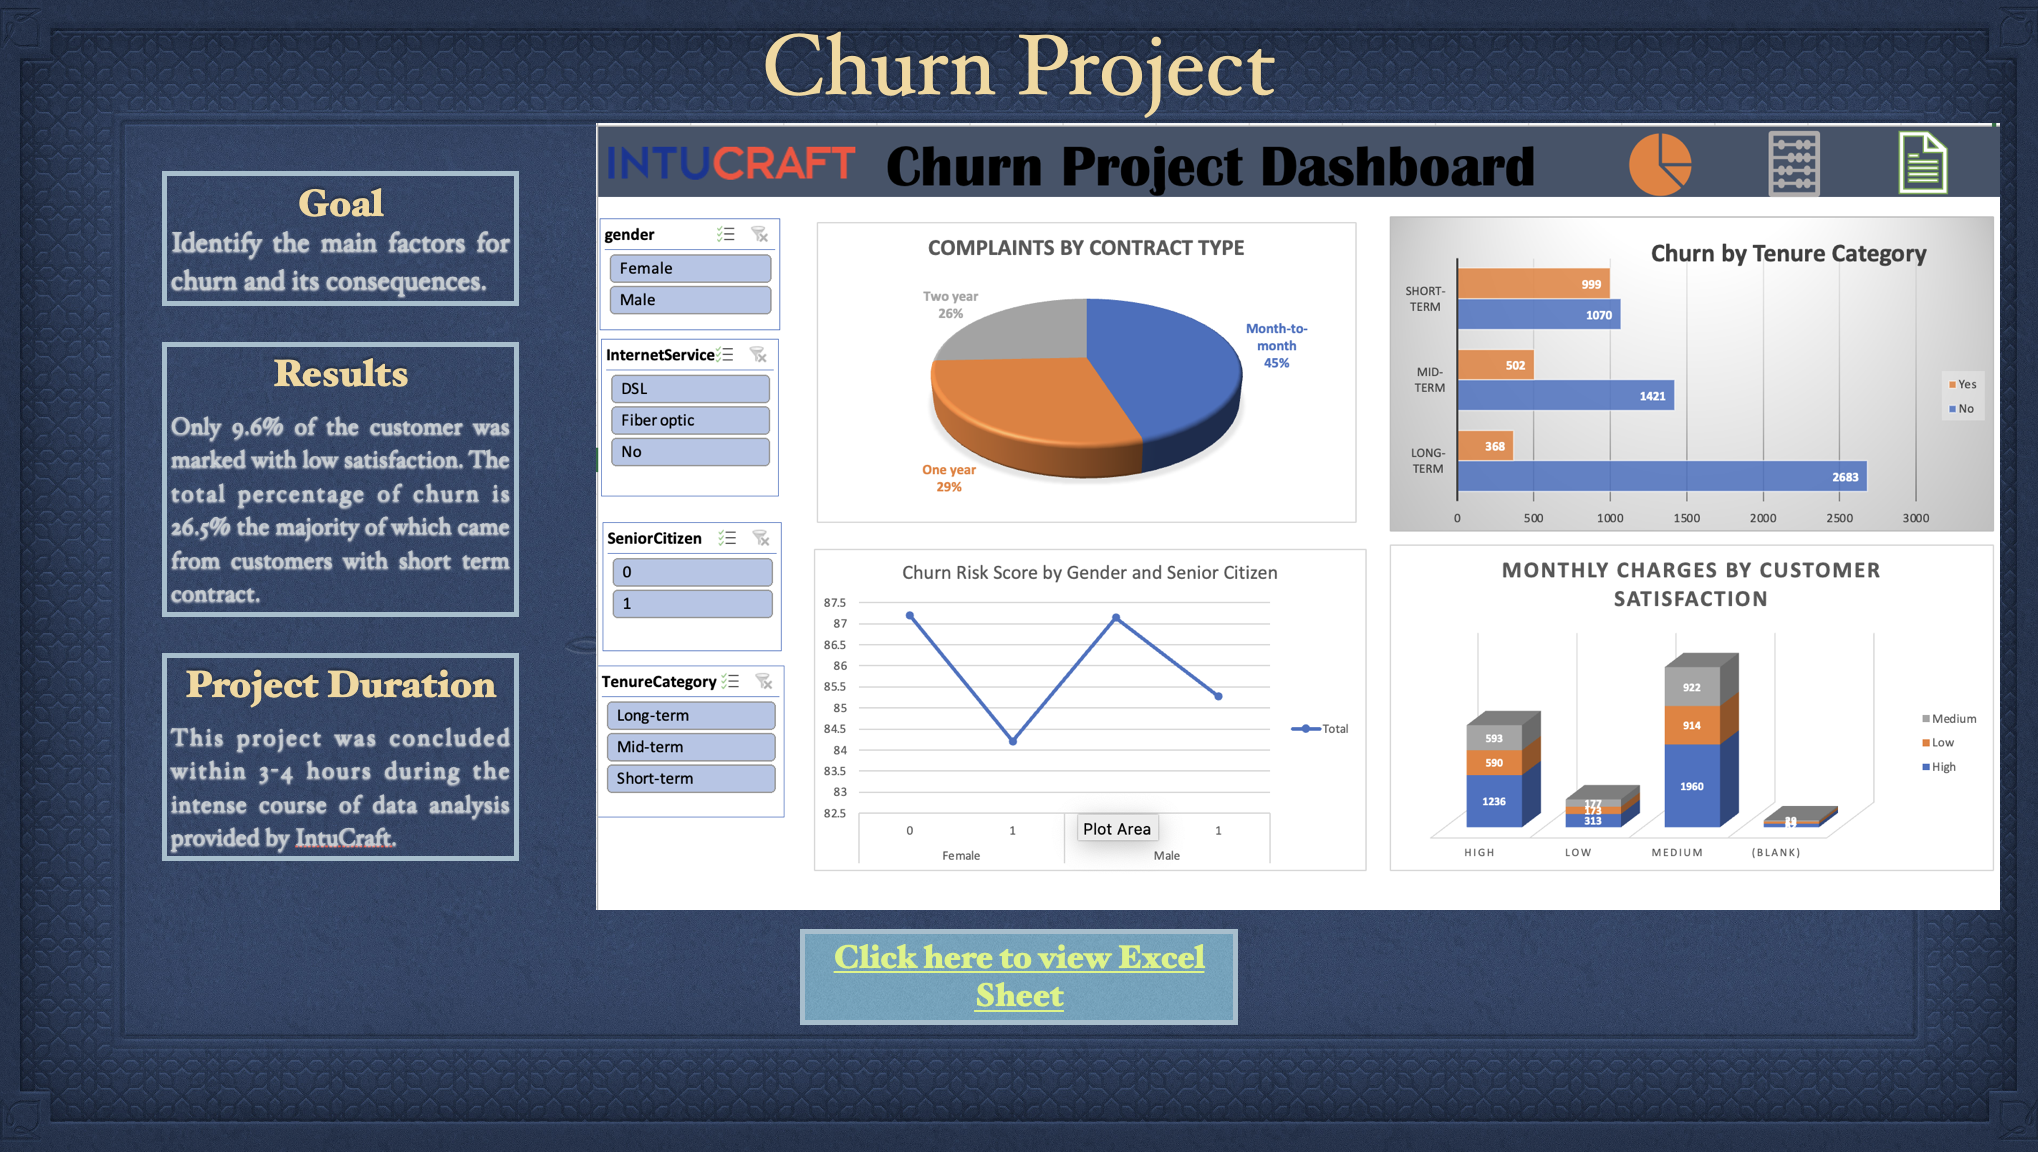 Churn Project
Goal
Identify the main factors for
churn and its consequences.
Results
Only 9.6% of the customer was
marked with low satisfaction. The
total percentage of churn is
26.5% the majority of which came
from customers with short term
contract.
Project Duration
This project was concluded
within 3-4 hours during the
intense course of data analysis
provided by IntuCraft.
INTUCRAFT Churn Project Dashboard
gender
Female
Male
InternetService
DSL
Fiber optic
No
SeniorCitizen
0
1
TenureCategory
Long-term
Mid-term
Short-term
COMPLAINTS BY CONTRACT TYPE
Two year
26%
Month-to-
month
45%
One year
29%
Churn by Tenure Category
SHORT-
TERM
999
1070
MID-
TERM
502
1421
LONG-
TERM
368
2683
0 500 1000 1500 2000 2500 3000
Yes
No
Churn Risk Score by Gender and Senior Citizen
87.5
87
86.5
86
85.5
85
84.5
84
83.5
83
82.5
0 1 Plot Area 1
Female Male
Total
MONTHLY CHARGES BY CUSTOMER
SATISFACTION
593
590
1236
177
173
313
922
914
1960
HIGH LOW MEDIUM (BLANK)
Medium
Low
High
Click here to view Excel
Sheet